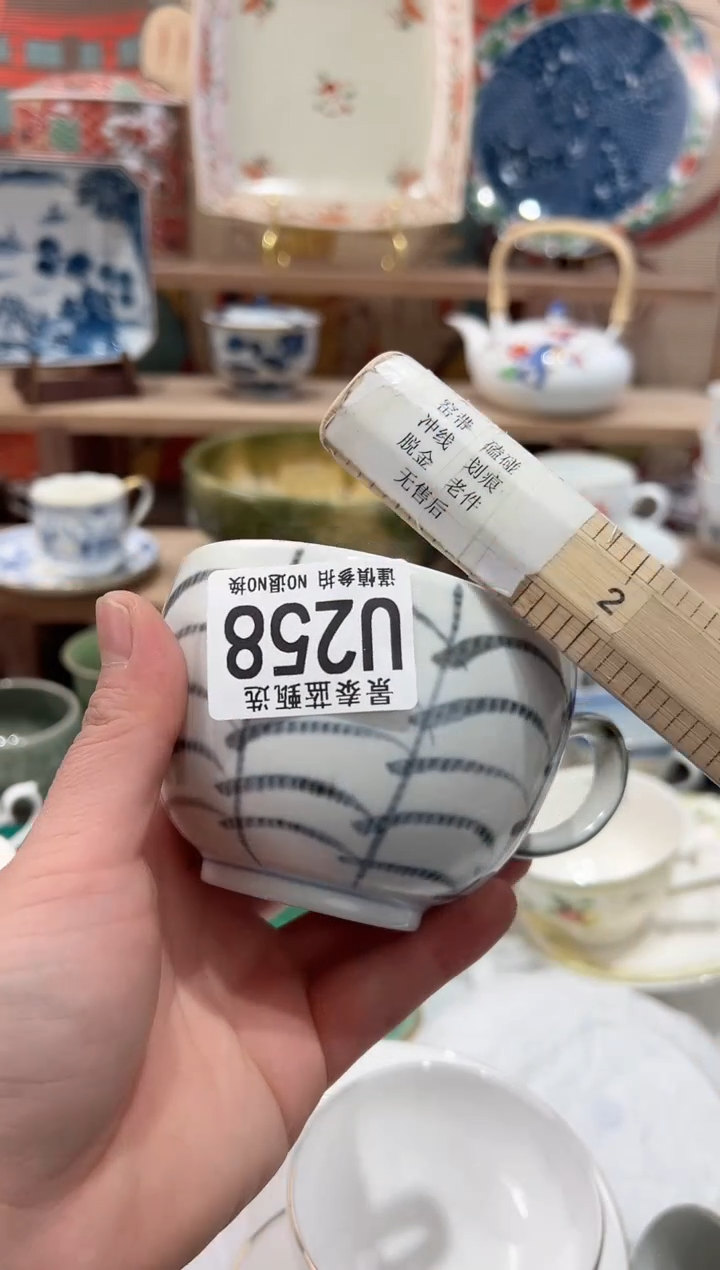 窑带 磕碰
冲线 划痕
脱金 老件
无售后
2
景泰蓝甄选
U258
谨慎参拍 NO退NO换